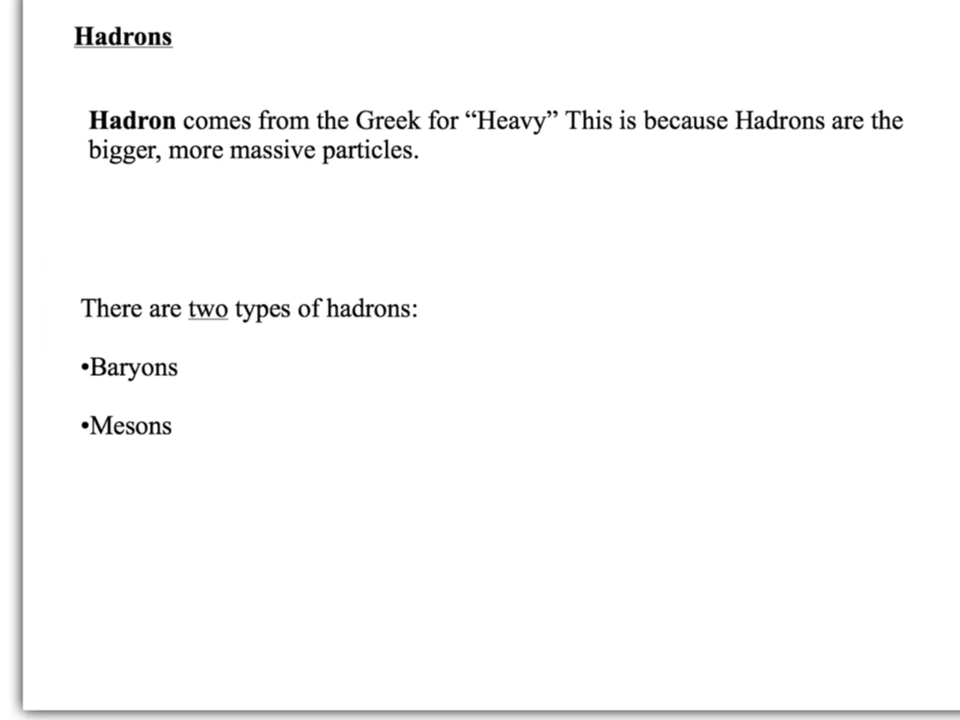 Hadrons
Hadron comes from the Greek for “Heavy” This is because Hadrons are the
bigger, more massive particles.
There are two types of hadrons:
•Baryons
•Mesons